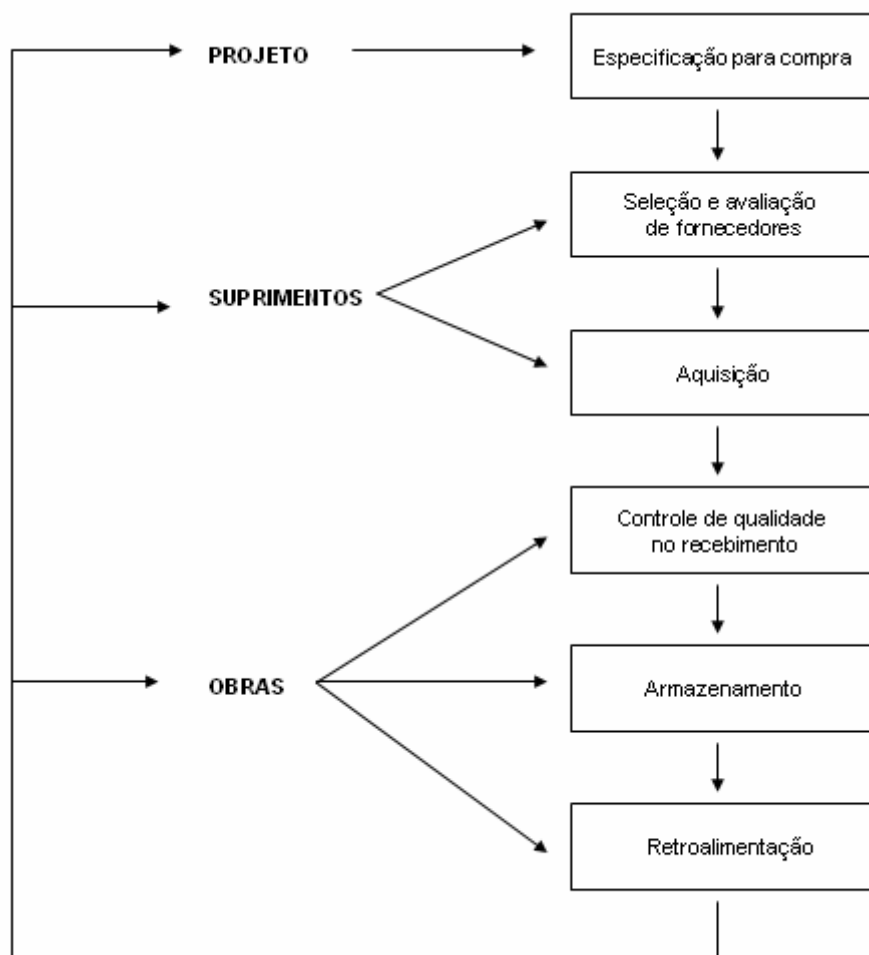 PROJETO
Especificação para compra
Seleção e avaliação
de fornecedores
SUPRIMENTOS
Aquisição
Controle de qualidade
no recebimento
OBRAS
Armazenamento
Retroalimentação